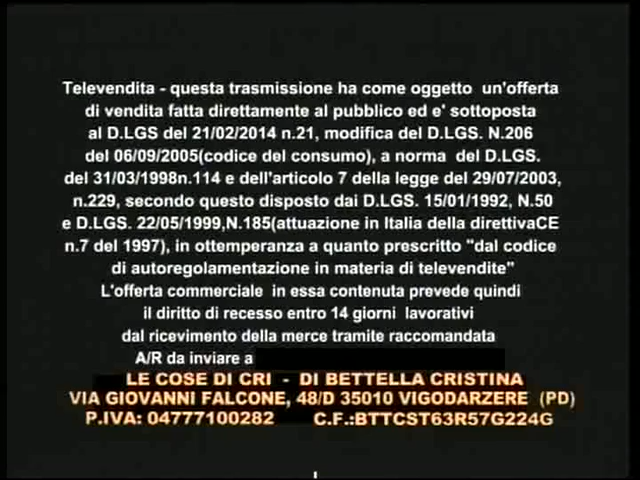 Televendita - questa trasmissione ha come oggetto un'offerta
di vendita fatta direttamente al pubblico ed e' sottoposta
al D.LGS del 21/02/2014 n.21, modifica del D.LGS. N.206
del 06/09/2005(codice del consumo), a norma del D.LGS.
del 31/03/1998n.114 e dell'articolo 7 della legge del 29/07/2003,
n.229, secondo questo disposto dai D.LGS. 15/01/1992, N.50
e D.LGS. 22/05/1999,N.185(attuazione in Italia della direttivaCE
n.7 del 1997), in ottemperanza a quanto prescritto "dal codice
di autoregolamentazione in materia di televendite"
L'offerta commerciale in essa contenuta prevede quindi
il diritto di recesso entro 14 giorni lavorativi
dal ricevimento della merce tramite raccomandata
A/R da inviare a
LE COSE DI CRI - DI BETTELLA CRISTINA
VIA GIOVANNI FALCONE, 48/D 35010 VIGODARZERE (PD)
P.IVA: 04777100282 C.F.:BTTCST63R57G224G